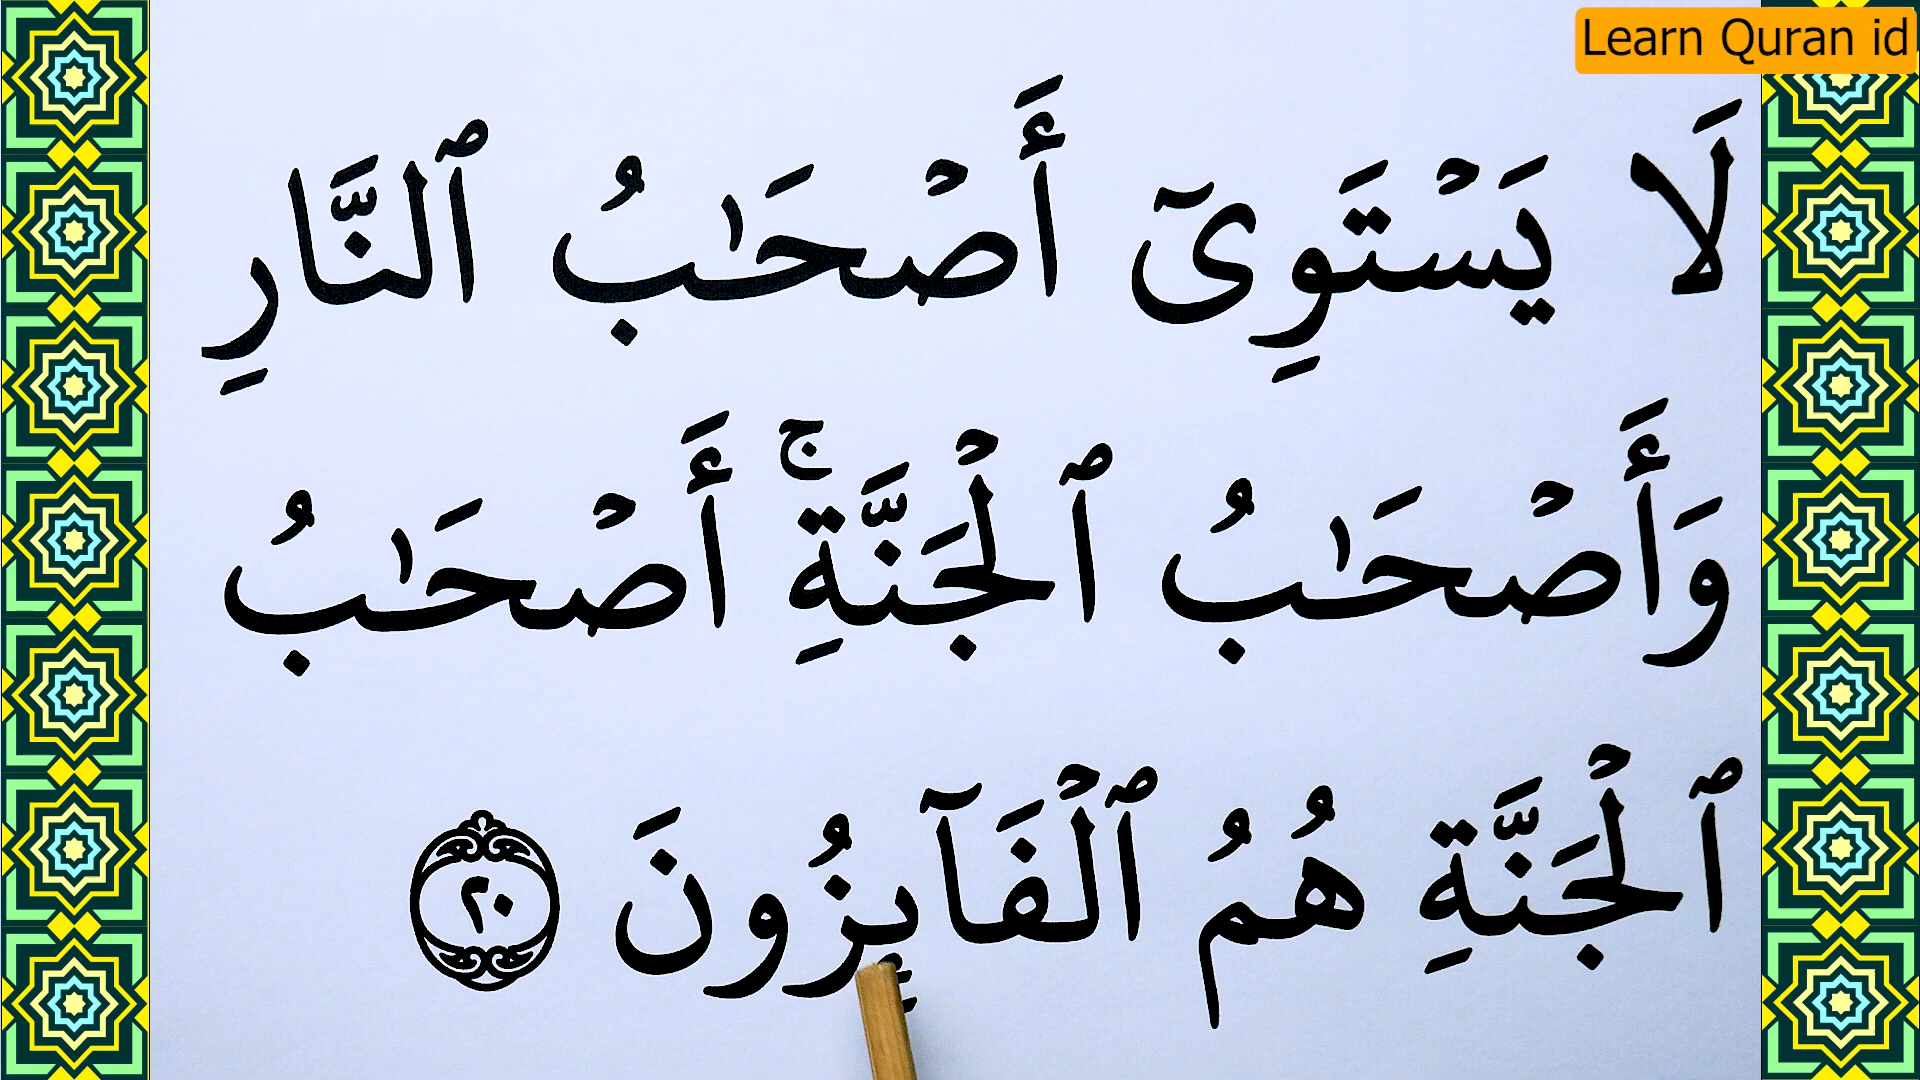 Learn Quran id
لَا يَسْتَوِىٓ أَصْحَـٰبُ ٱلنَّارِ
وَأَصْحَـٰبُ ٱلْجَنَّةِ ۚ أَصْحَـٰبُ
ٱلْجَنَّةِ هُمُ ٱلْفَآئِزُونَ ٢٠